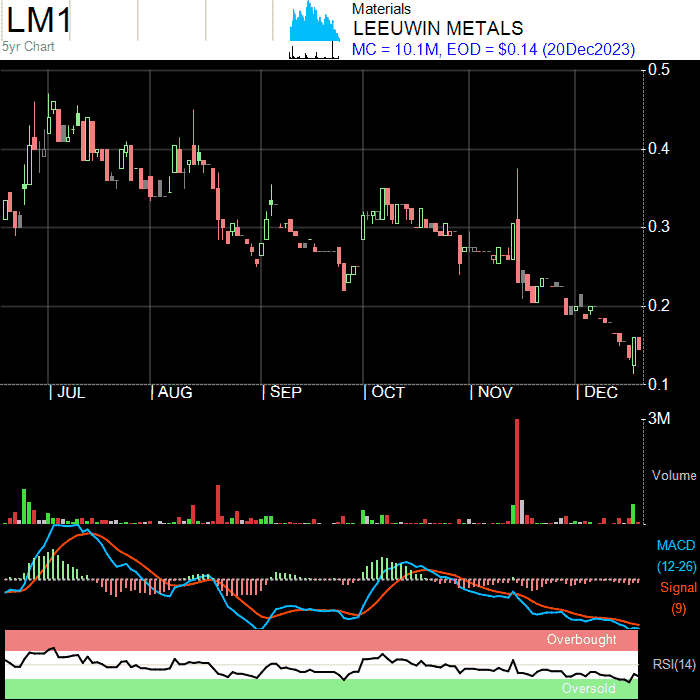 LM1
5yr Chart
Materials
LEEUWIN METALS
MC = 10.1M, EOD = $0.14 (20Dec2023)
0.5
0.4
0.3
0.2
0.1
JUL AUG SEP OCT NOV DEC
3M
Volume
MACD
(12-26)
Signal
(9)
Overbought
RSI(14)
Oversold